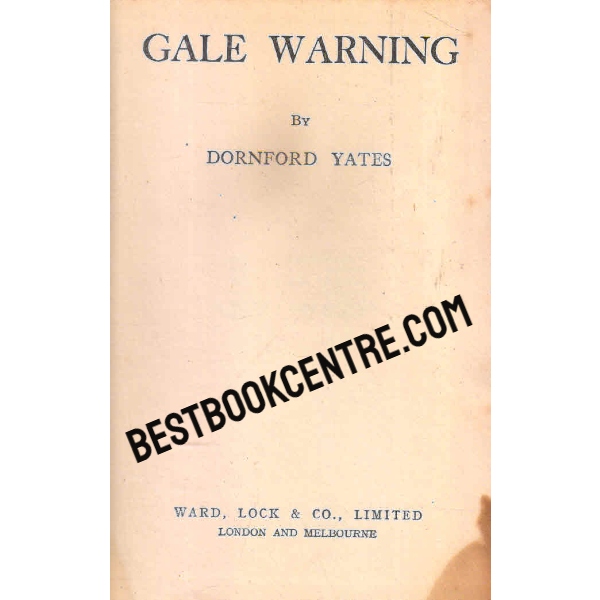 GALE WARNING
By
DORNFORD YATES
BESTBOOKCENTRE.COM
WARD, LOCK & CO., LIMITED
LONDON AND MELBOURNE